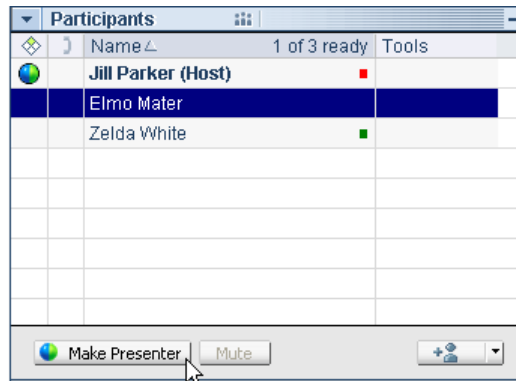 Participants
Name 1 of 3 ready Tools
Jill Parker (Host)
Elmo Mater
Zelda White
Make Presenter Mute